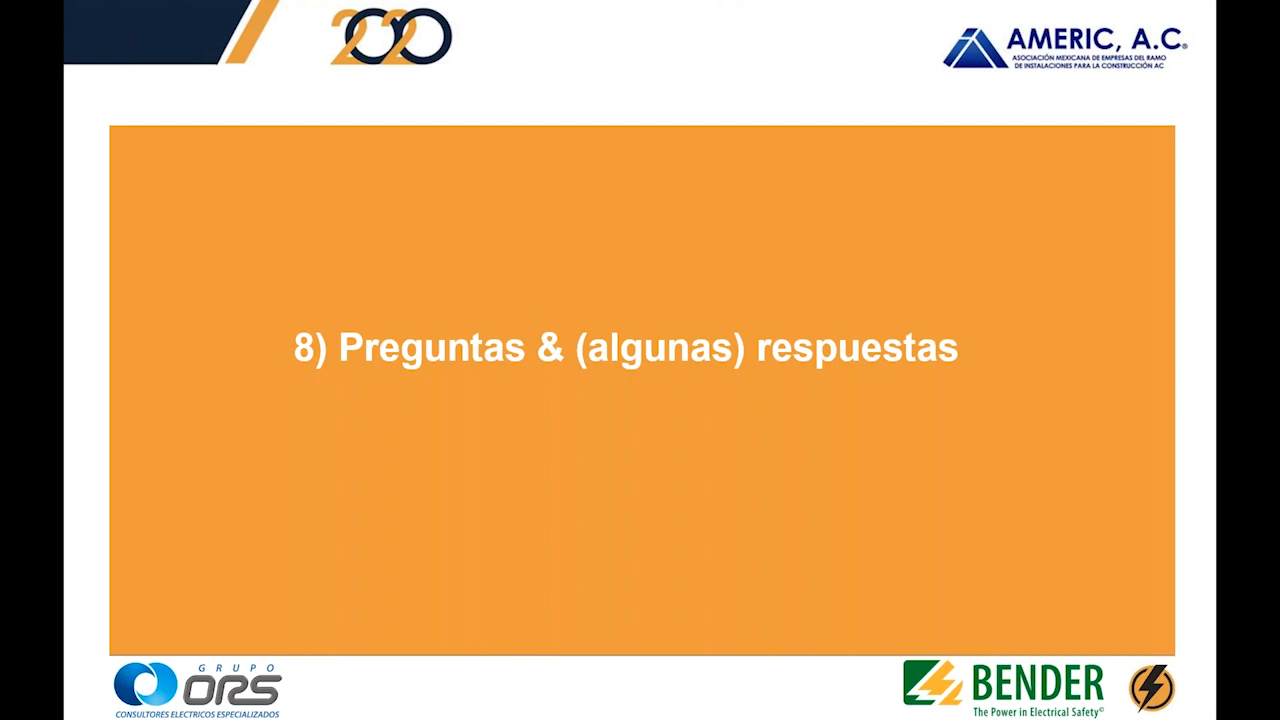 2020
AMERIC, A.C.®
ASOCIACIÓN MEXICANA DE EMPRESAS DEL RAMO
DE INSTALACIONES PARA LA CONSTRUCCIÓN AC
8) Preguntas & (algunas) respuestas
GRUPO
ORS
CONSULTORES ELECTRICOS ESPECIALIZADOS
BENDER
The Power in Electrical Safety©